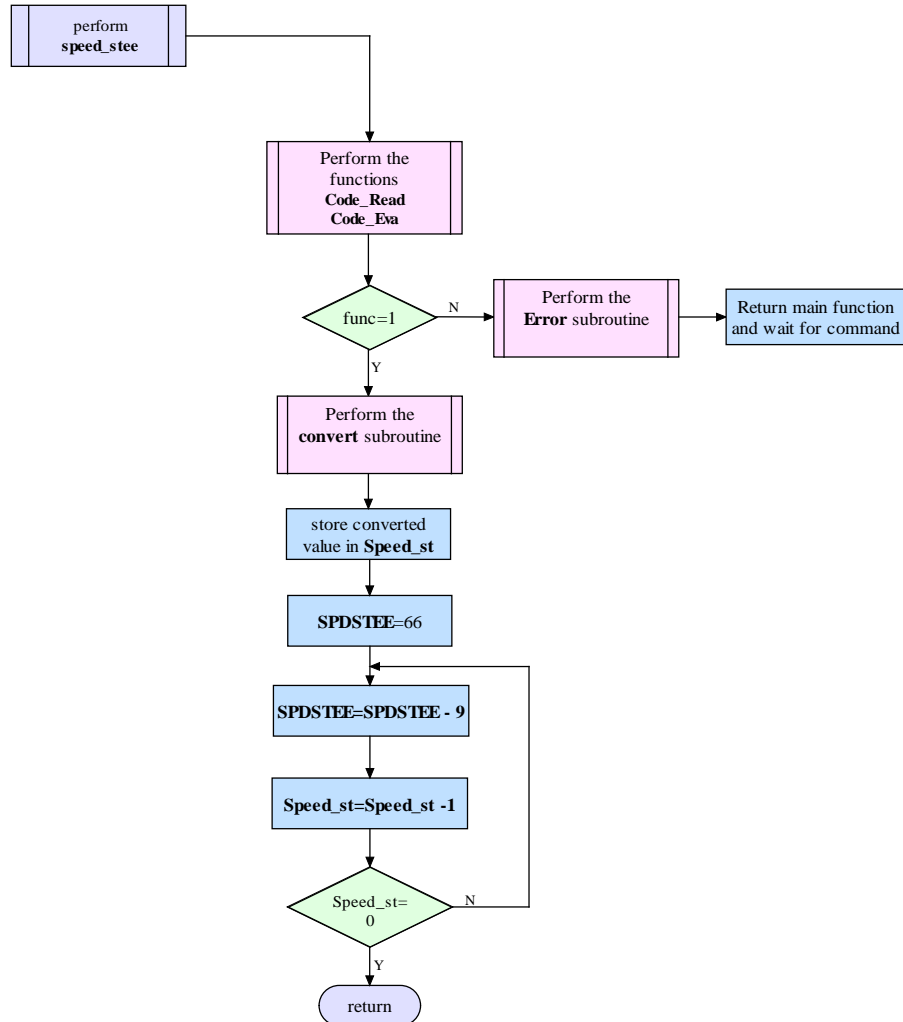 perform
speed_stee
Perform the
functions
Code_Read
Code_Eva
func=1
N
Perform the
Error subroutine
Return main function
and wait for command
Y
Perform the
convert subroutine
store converted
value in Speed_st
SPDSTEE=66
SPDSTEE=SPDSTEE - 9
Speed_st=Speed_st -1
Speed_st=
0
N
Y
return